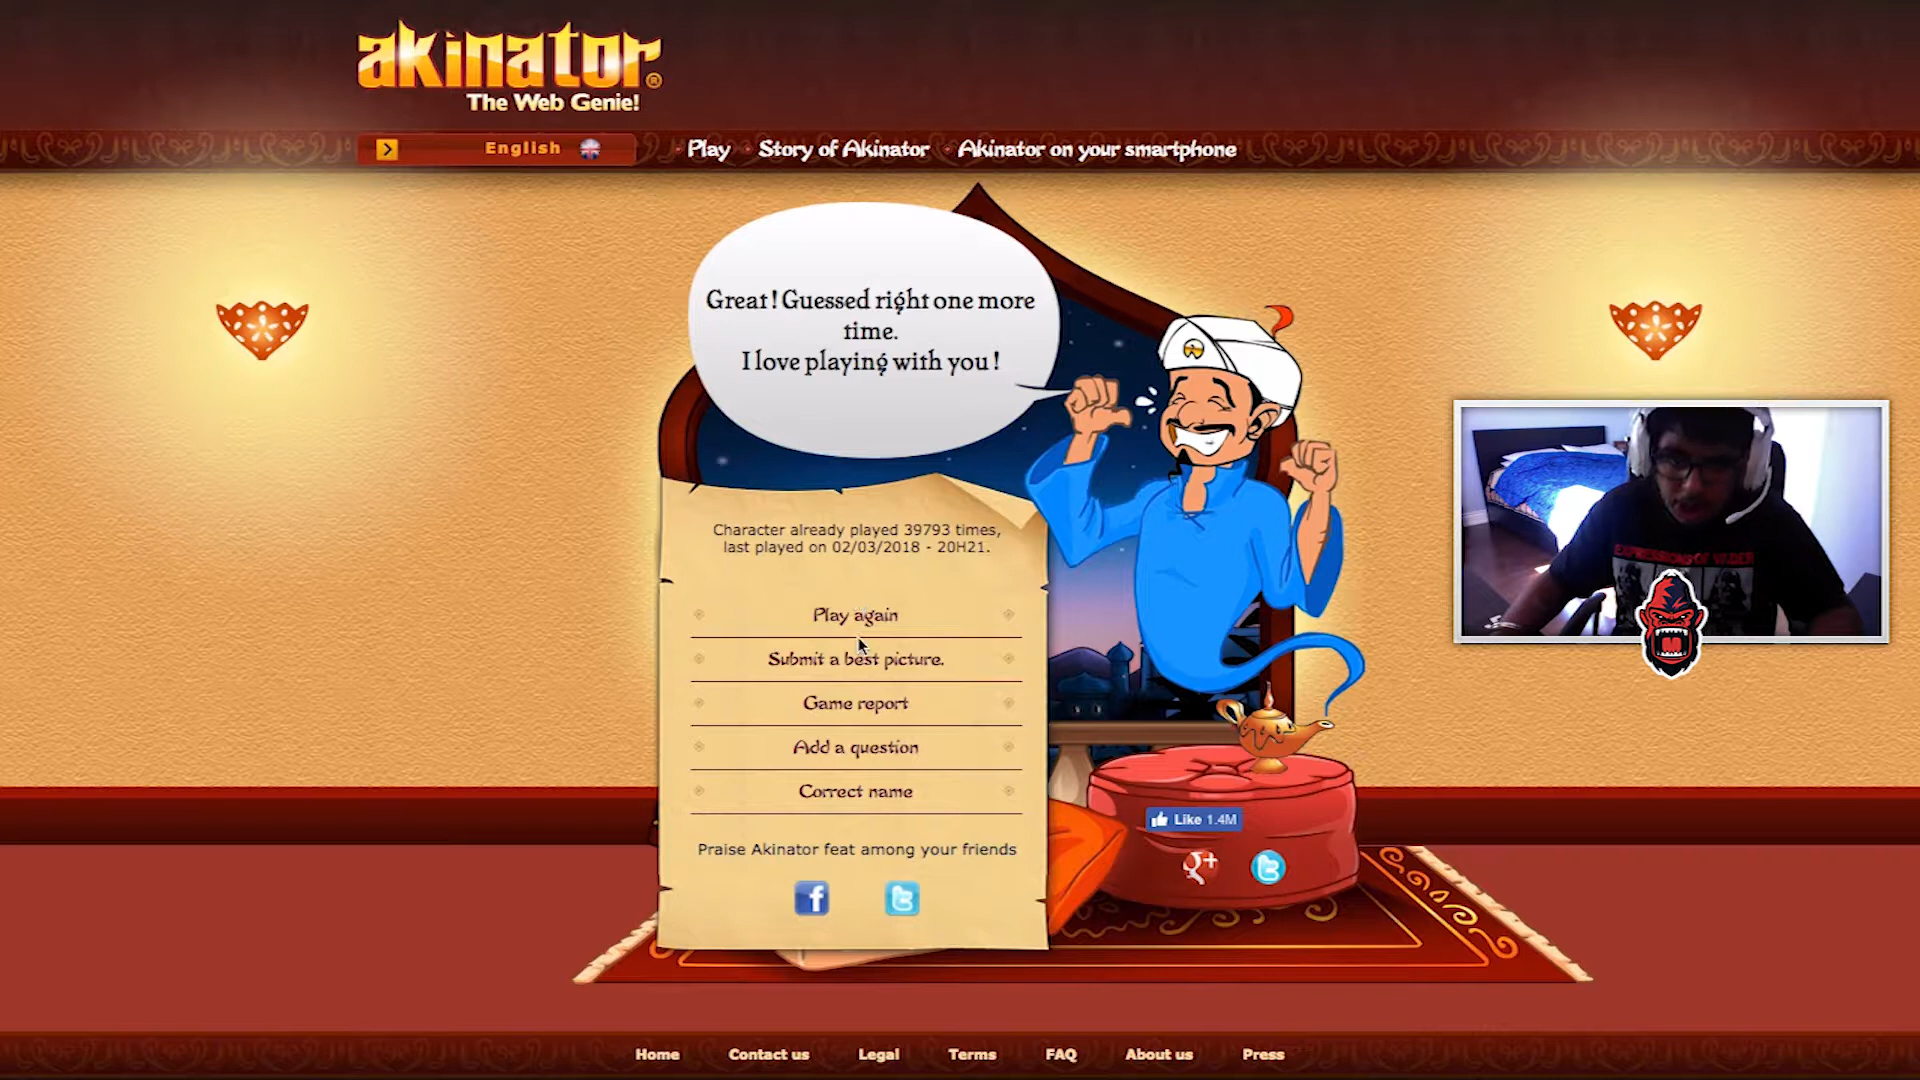 akinator®
The Web Genie!
English
Play
Story of Akinator
Akinator on your smartphone
Great ! Guessed right one more
time.
I love playing with you !
Character already played 39793 times,
last played on 02/03/2018 - 20H21.
Play again
Submit a best picture.
Game report
Add a question
Correct name
Praise Akinator feat among your friends
Like 1.4M
EXPRESSIONS OF VADER
Home
Contact us
Legal
Terms
FAQ
About us
Press